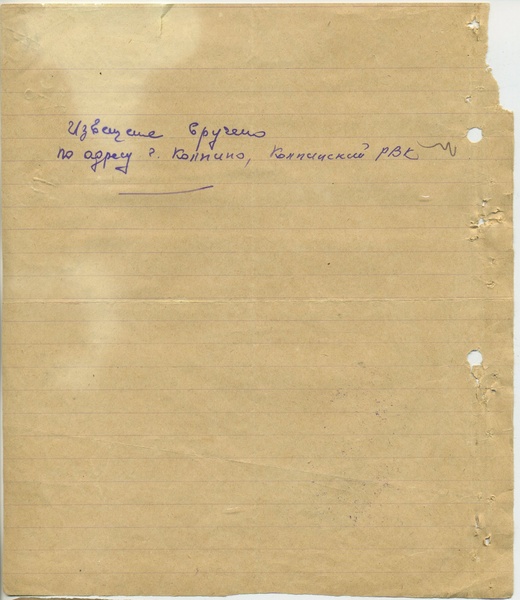 Извещение вручено
по адресу г. Колпино, Колпинский РВК